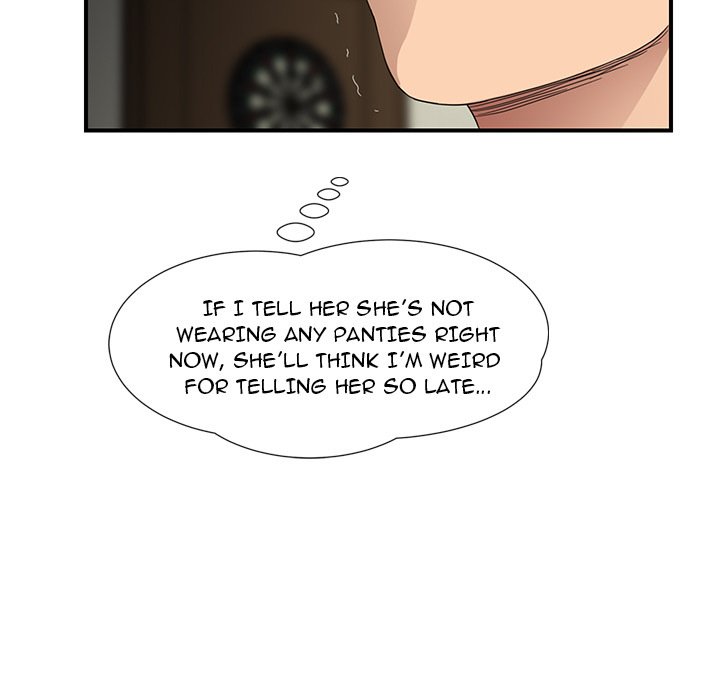 IF I TELL HER SHE'S NOT
WEARING ANY PANTIES RIGHT
NOW, SHE'LL THINK I'M WEIRD
FOR TELLING HER SO LATE...